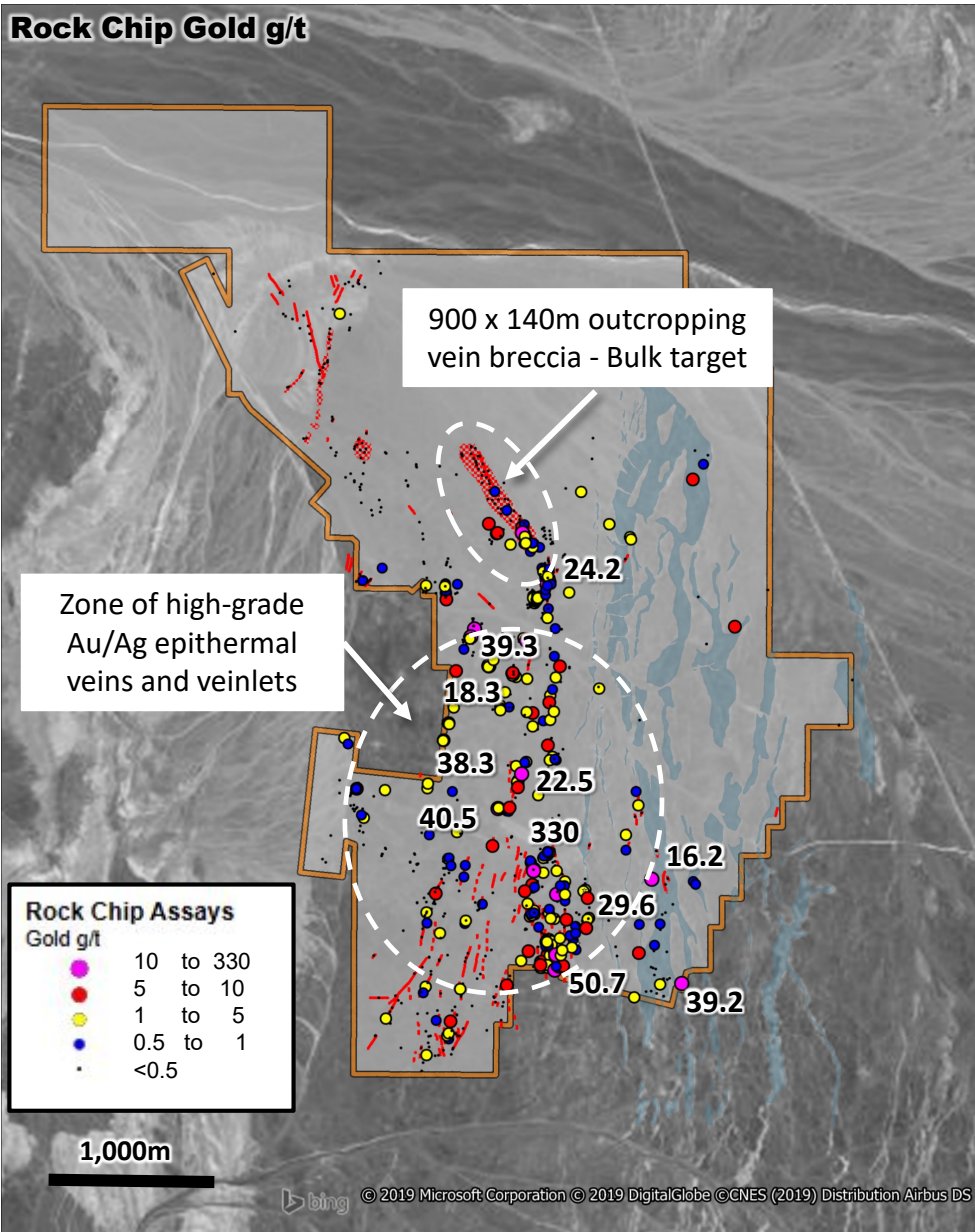 Rock Chip Gold g/t
900 x 140m outcropping
vein breccia - Bulk target
24.2
Zone of high-grade
Au/Ag epithermal
veins and veinlets
39.3
18.3
38.3
22.5
40.5
330
16.2
29.6
50.7
39.2
Rock Chip Assays
Gold g/t
10 to 330
5 to 10
1 to 5
0.5 to 1
<0.5
1,000m
bing
© 2019 Microsoft Corporation © 2019 DigitalGlobe ©CNES (2019) Distribution Airbus DS